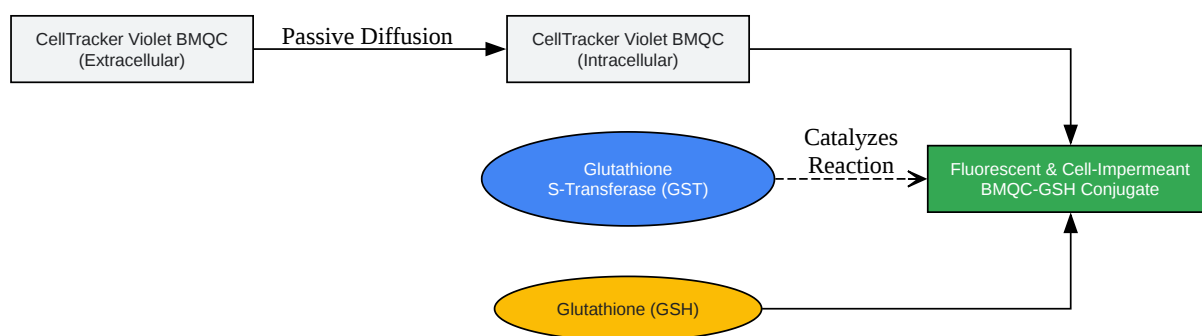 CellTracker Violet BMQC
(Extracellular)
Passive Diffusion
CellTracker Violet BMQC
(Intracellular)
Glutathione
S-Transferase (GST)
Catalyzes
Reaction
Fluorescent & Cell-Impermeant
BMQC-GSH Conjugate
Glutathione (GSH)